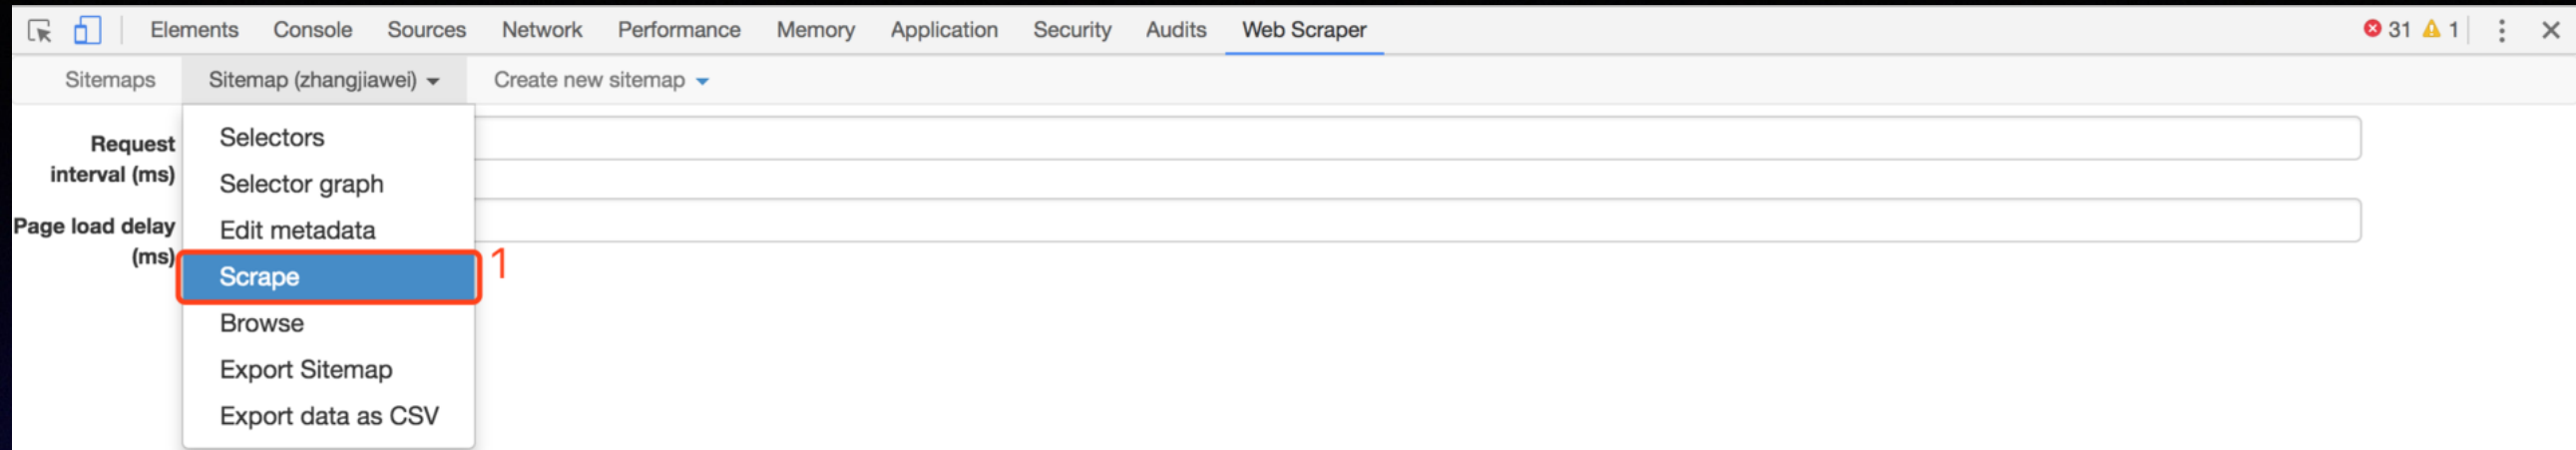 Elements Console Sources Network Performance Memory Application Security Audits Web Scraper 31 1
Sitemaps Sitemap (zhangjiawei) Create new sitemap
Request
interval (ms)
Page load delay
(ms)
Selectors
Selector graph
Edit metadata
Scrape 1
Browse
Export Sitemap
Export data as CSV